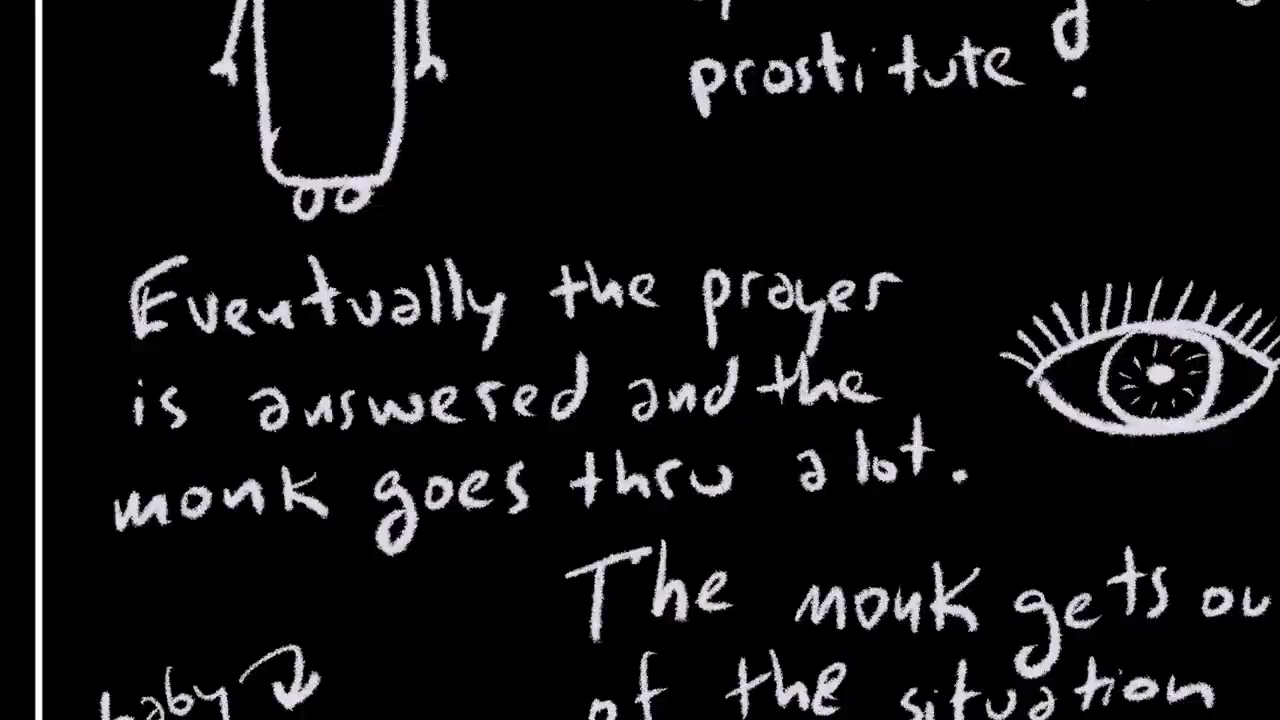 prostitute!
Eventually the prayer
is answered and the
monk goes thru a lot.
The monk gets ou
of the situation
baby